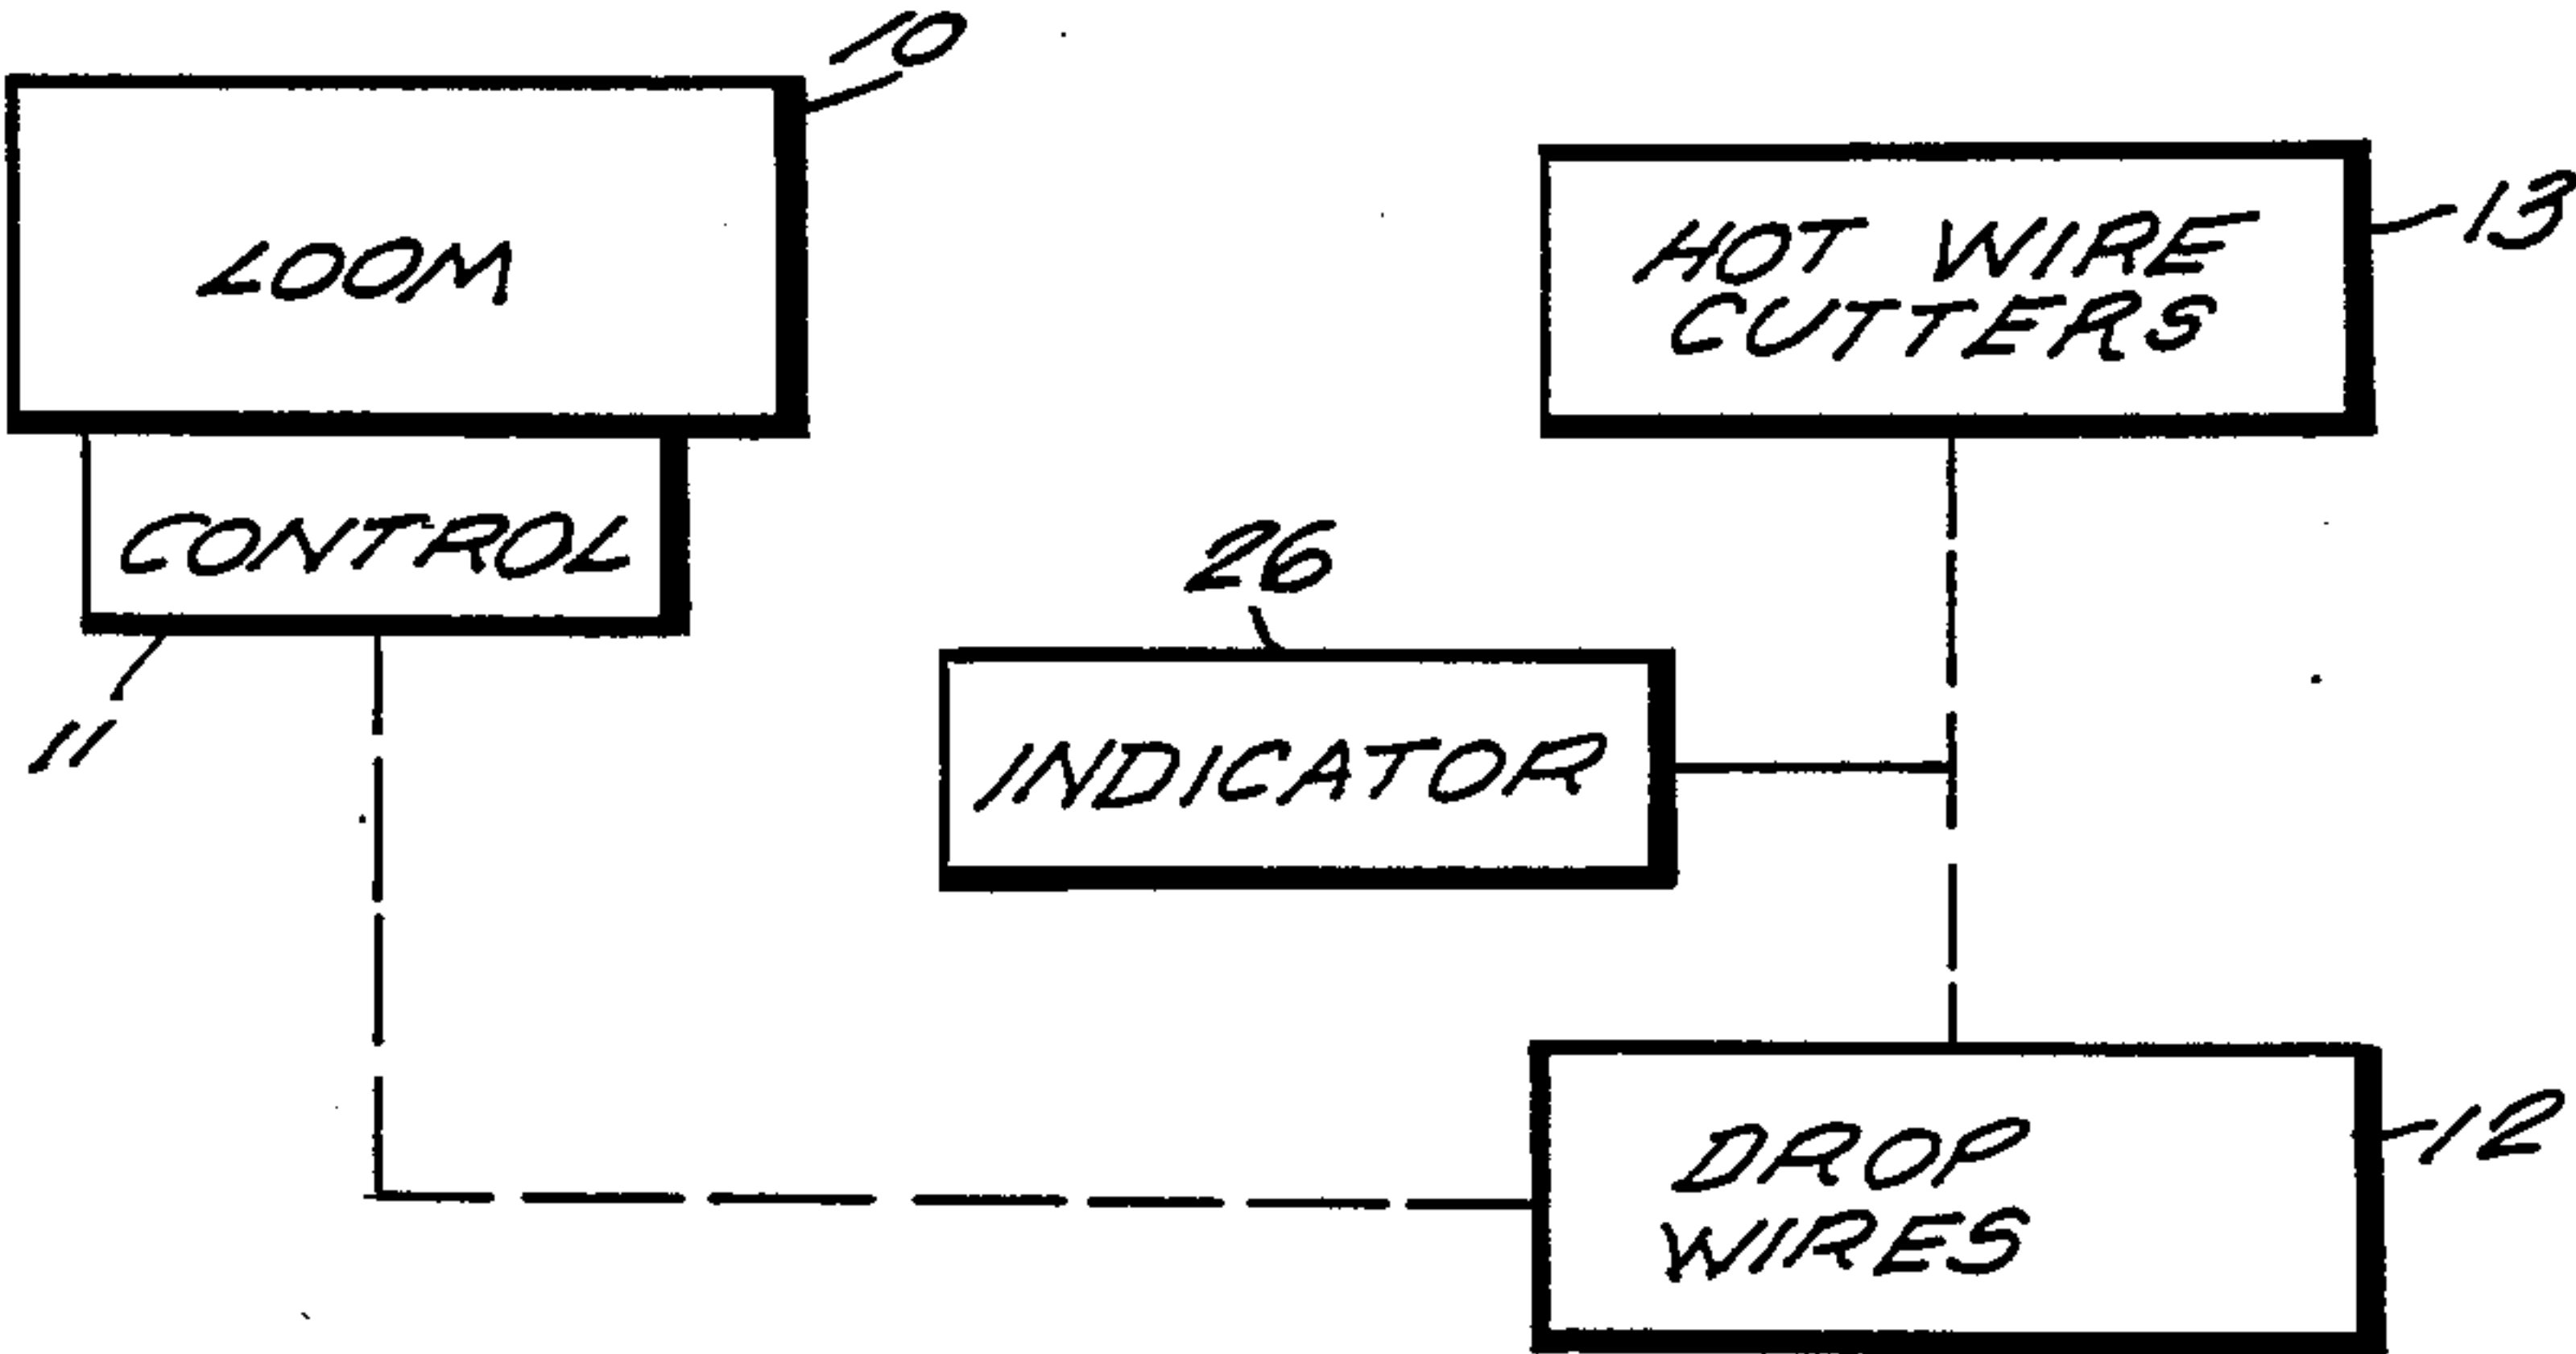 10
LOOM
HOT WIRE
CUTTERS
13
CONTROL
11
26
INDICATOR
DROP
WIRES
12